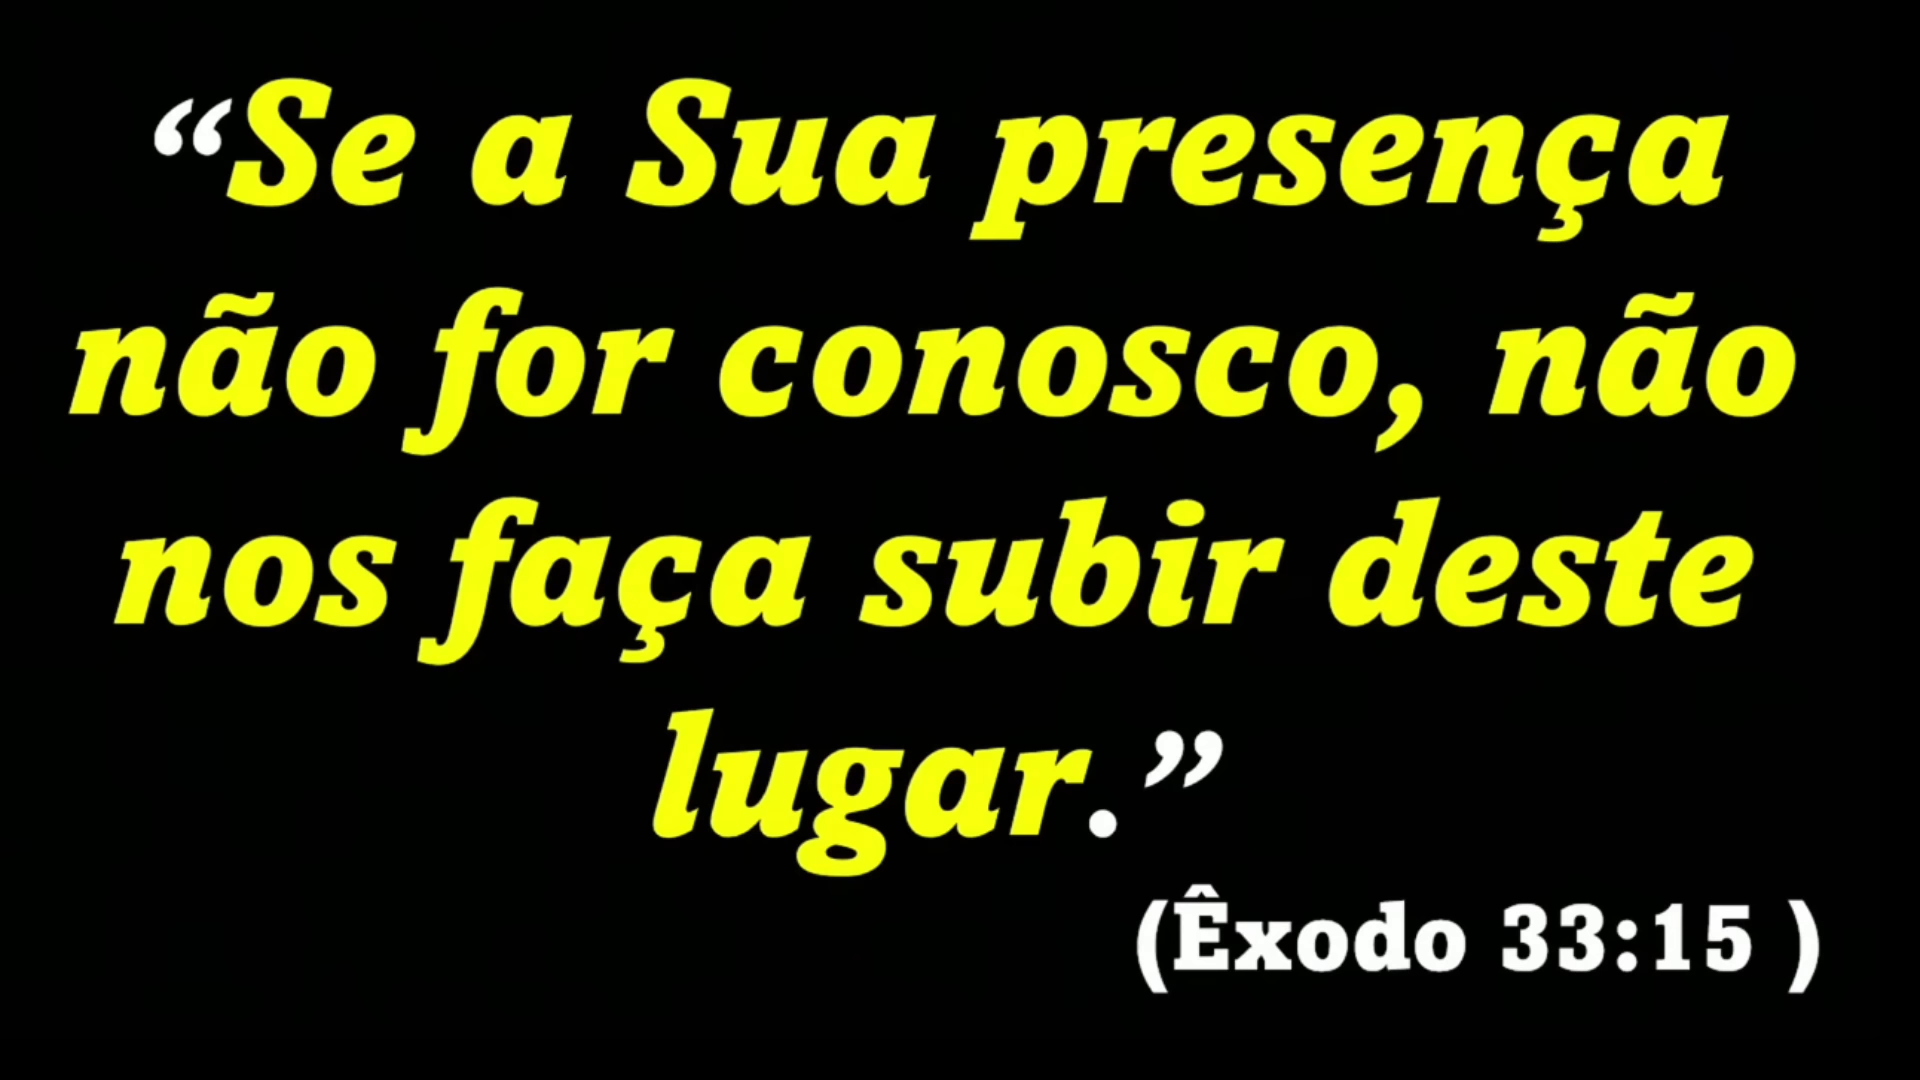 “Se a Sua presença
não for conosco, não
nos faça subir deste
lugar.”
(Êxodo 33:15 )